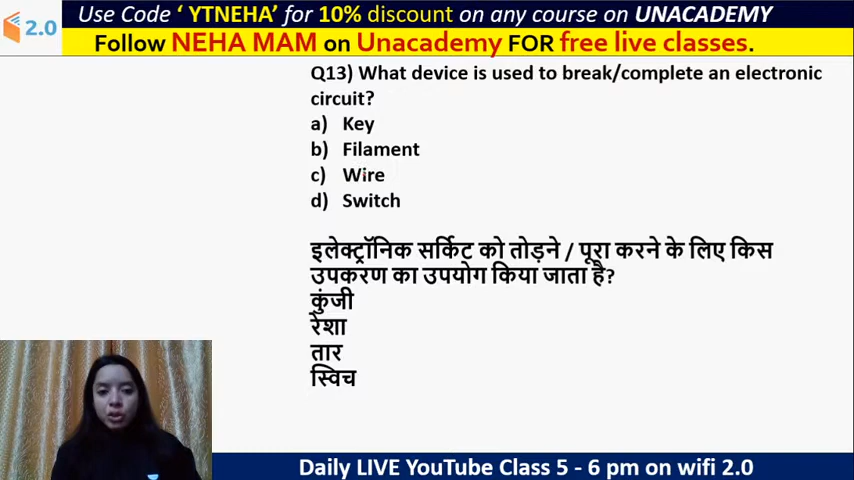 Use Code ‘ YTNEHA’ for 10% discount on any course on UNACADEMY
2.0
Follow NEHA MAM on Unacademy FOR free live classes.
Q13) What device is used to break/complete an electronic
circuit?
a) Key
b) Filament
c) Wire
d) Switch
इलेक्ट्रॉनिक सर्किट को तोड़ने / पूरा करने के लिए किस
उपकरण का उपयोग किया जाता है?
कुंजी
रेशा
तार
स्विच
Daily LIVE YouTube Class 5 - 6 pm on wifi 2.0